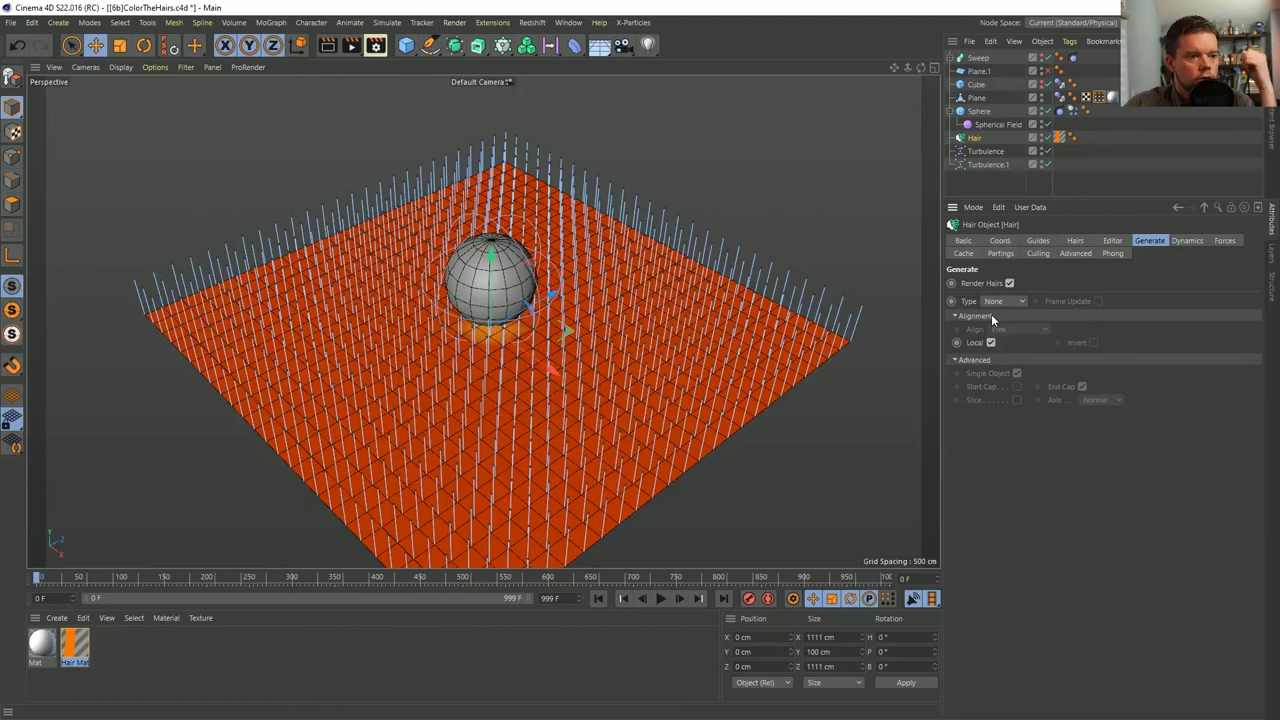 Cinema 4D S22.016 (RC) - [[6b]ColorTheHairs.c4d *] - Main
File Edit Create Modes Select Tools Mesh Spline Volume MoGraph Character Animate Simulate Tracker Render Extensions Redshift Window Help X-Particles
Node Space: Current (Standard/Physical)
File Edit View Object Tags Bookmarks
View Cameras Display Options Filter Panel ProRender
Perspective
Default Camera
Sweep
Plane.1
Cube
Plane
Sphere
Spherical Field
Hair
Turbulence
Turbulence.1
Mode Edit User Data
Hair Object [Hair]
Basic Coord. Guides Hairs Editor Generate Dynamics Forces
Cache Partings Culling Advanced Phong
Generate
Render Hairs
Type None Frame Update
Alignment
Align Free
Local Invert
Advanced
Single Object
Start Cap. . . End Cap
Slice . . . . . . Axis . . Normal
Attributes
Layers
Structure
Grid Spacing : 500 cm
0 50 100 150 200 250 300 350 400 450 500 550 600 650 700 750 800 850 900 950 0 F
0 F 0 F 999 F 999 F
Create Edit View Select Material Texture
Mat
Hair Mat
Position Size Rotation
X 0 cm X 1111 cm H 0 °
Y 0 cm Y 100 cm P 0 °
Z 0 cm Z 1111 cm B 0 °
Object (Rel) Size Apply
Y
Z
X